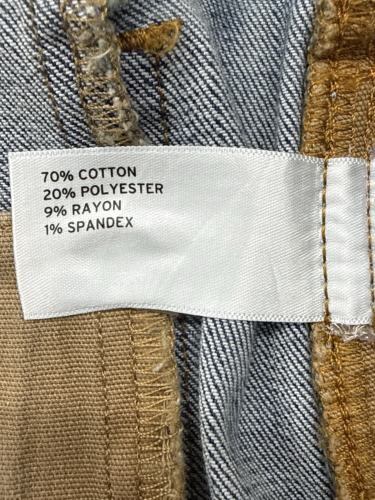 70% COTTON
20% POLYESTER
9% RAYON
1% SPANDEX